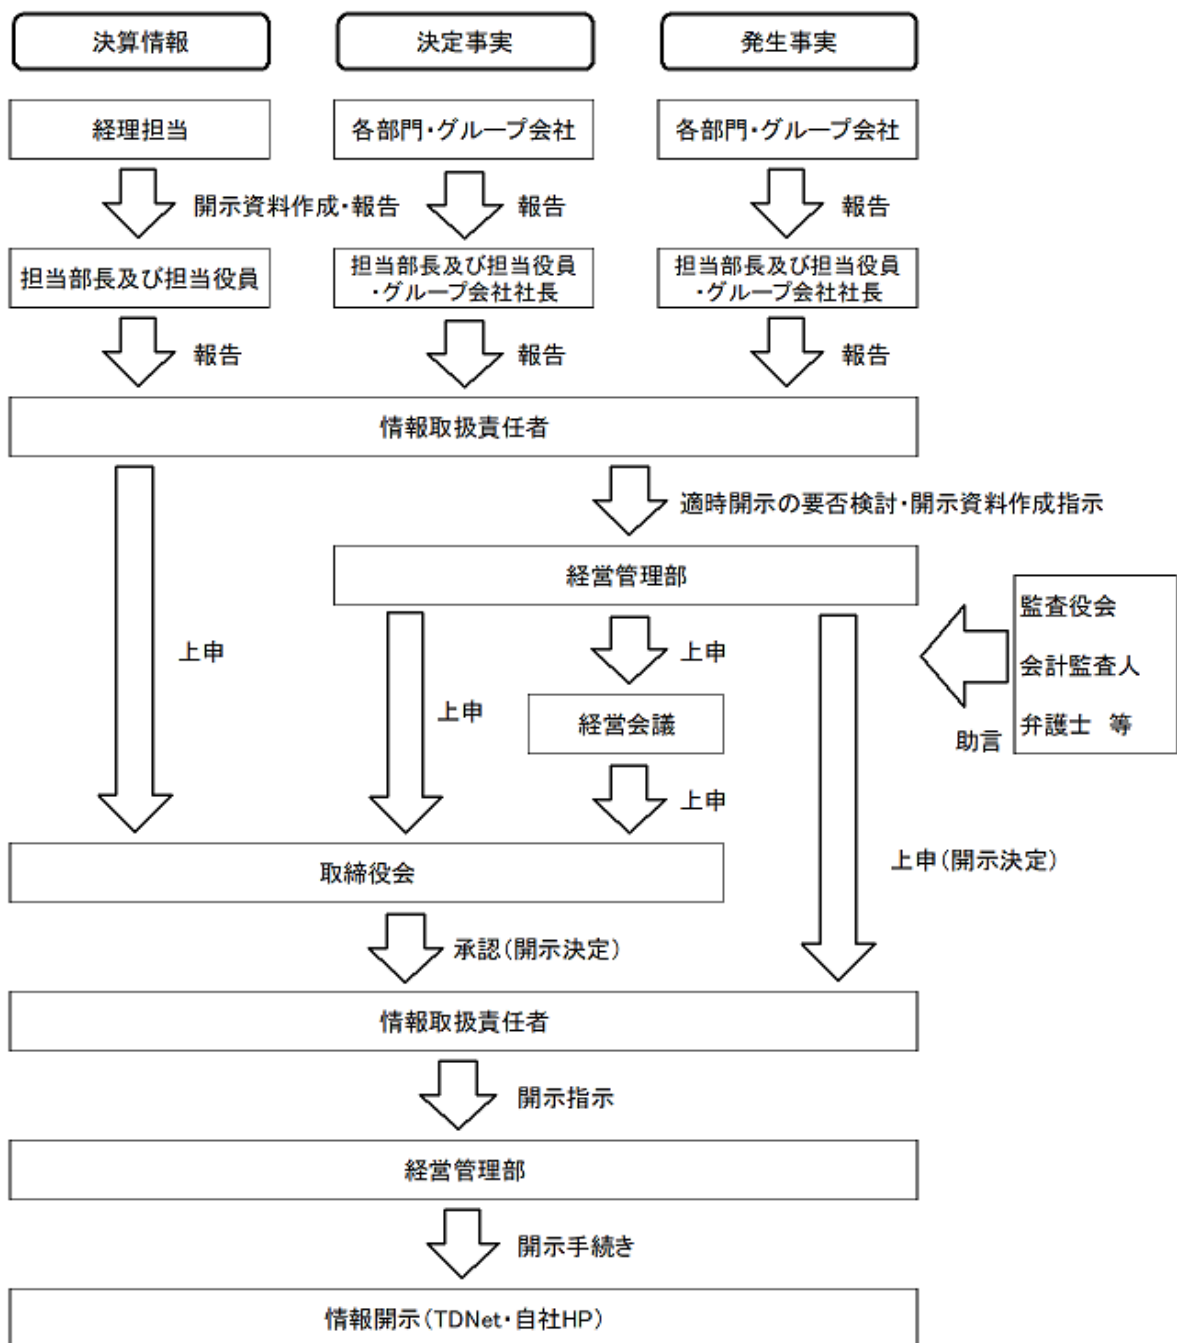 決算情報
決定事実
発生事実
経理担当
各部門・グループ会社
各部門・グループ会社
開示資料作成・報告
報告
報告
担当部長及び担当役員
担当部長及び担当役員
・グループ会社社長
担当部長及び担当役員
・グループ会社社長
報告
報告
報告
情報取扱責任者
適時開示の要否検討・開示資料作成指示
経営管理部
監査役会
会計監査人
弁護士 等
助言
上申
上申
上申
経営会議
上申
取締役会
上申(開示決定)
承認(開示決定)
情報取扱責任者
開示指示
経営管理部
開示手続き
情報開示(TDNet・自社HP)